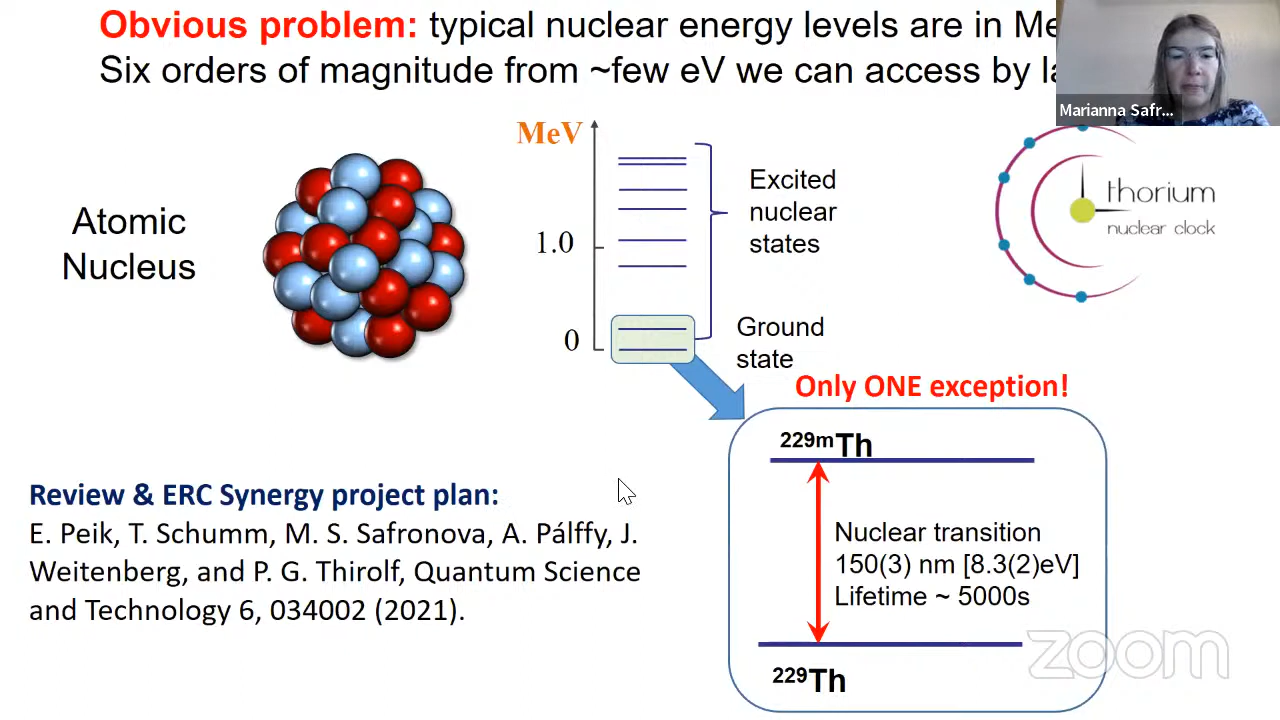 Obvious problem: typical nuclear energy levels are in Me
Six orders of magnitude from ~few eV we can access by la
Marianna Safr...
MeV
1.0
0
Atomic
Nucleus
Excited
nuclear
states
Ground
state
thorium
nuclear clock
Only ONE exception!
229mTh
Nuclear transition
150(3) nm [8.3(2)eV]
Lifetime ~ 5000s
229Th
Review & ERC Synergy project plan:
E. Peik, T. Schumm, M. S. Safronova, A. Pálffy, J.
Weitenberg, and P. G. Thirolf, Quantum Science
and Technology 6, 034002 (2021).
zoom